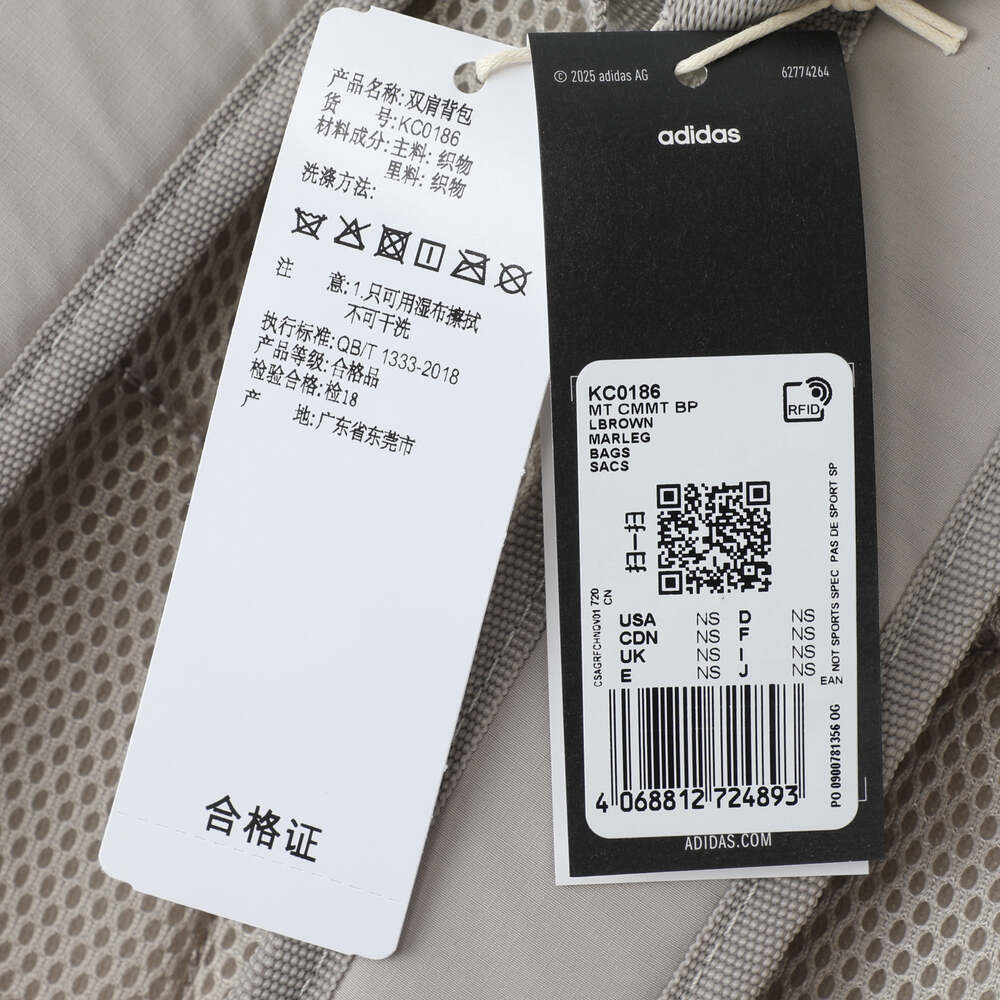 产品名称:双肩背包
货 号:KC0186
材料成分:主料: 织物
里料: 织物
洗涤方法:
注 意:1.只可用湿布擦拭
不可干洗
执行标准:QB/T 1333-2018
产品等级:合格品
检验合格:检18
产 地:广东省东莞市
合格证
© 2025 adidas AG
62774264
adidas
KC0186
MT CMMT BP
LBROWN
MARLEG
BAGS
SACS
RFID
扫一扫
CSAGRFCHNQV01 720
CN
USA NS D NS
CDN NS F NS
UK NS I NS
E NS J NS
EAN NOT SPORTS SPEC PAS DE SPORT SP
PO 0900781356 OG
4 068812 724893
ADIDAS.COM